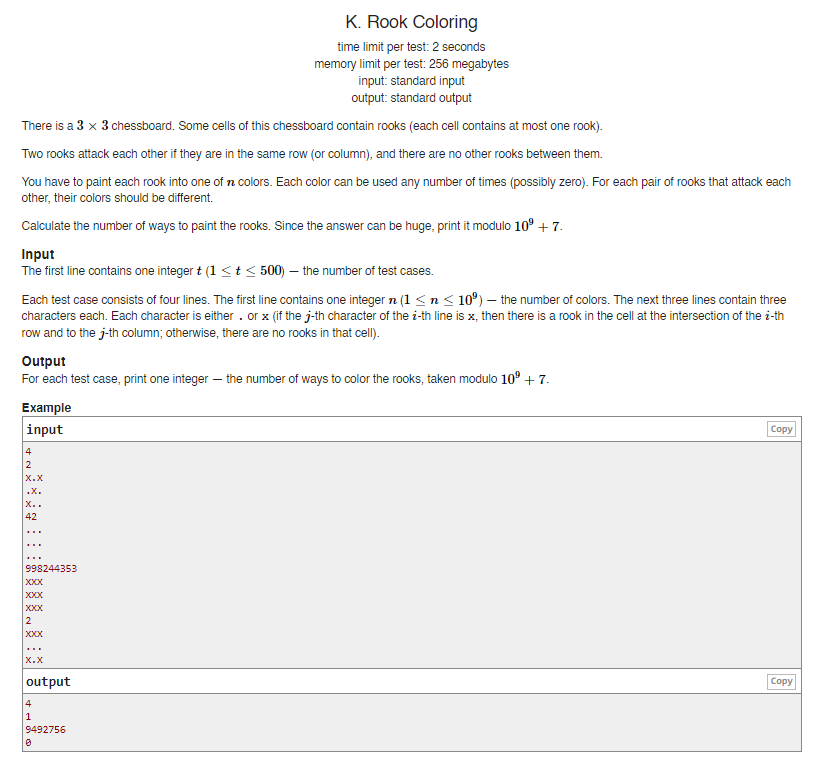 K. Rook Coloring
time limit per test: 2 seconds
memory limit per test: 256 megabytes
input: standard input
output: standard output
There is a 3 × 3 chessboard. Some cells of this chessboard contain rooks (each cell contains at most one rook).
Two rooks attack each other if they are in the same row (or column), and there are no other rooks between them.
You have to paint each rook into one of n colors. Each color can be used any number of times (possibly zero). For each pair of rooks that attack each
other, their colors should be different.
Calculate the number of ways to paint the rooks. Since the answer can be huge, print it modulo 10⁹ + 7.
Input
The first line contains one integer t (1 ≤ t ≤ 500) — the number of test cases.
Each test case consists of four lines. The first line contains one integer n (1 ≤ n ≤ 10⁹) — the number of colors. The next three lines contain three
characters each. Each character is either . or x (if the j-th character of the i-th line is x, then there is a rook in the cell at the intersection of the i-th
row and to the j-th column; otherwise, there are no rooks in that cell).
Output
For each test case, print one integer — the number of ways to color the rooks, taken modulo 10⁹ + 7.
Example
input
Copy
4
2
x.x
.x.
x..
42
...
...
...
998244353
xxx
xxx
xxx
2
xxx
...
x.x
output
Copy
4
1
9492756
0